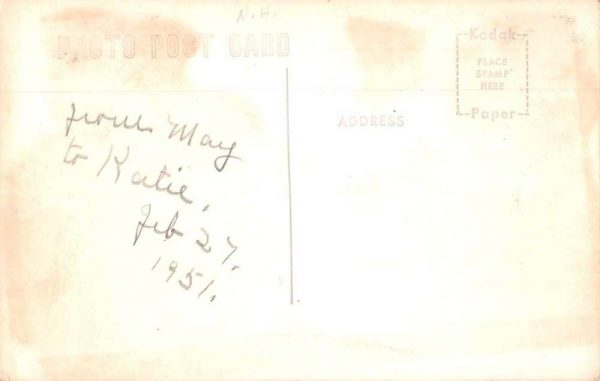 N.H.
PHOTO POST CARD
Kodak
PLACE
STAMP
HERE
Paper
ADDRESS
from May
to Katie,
Feb 27,
1951.